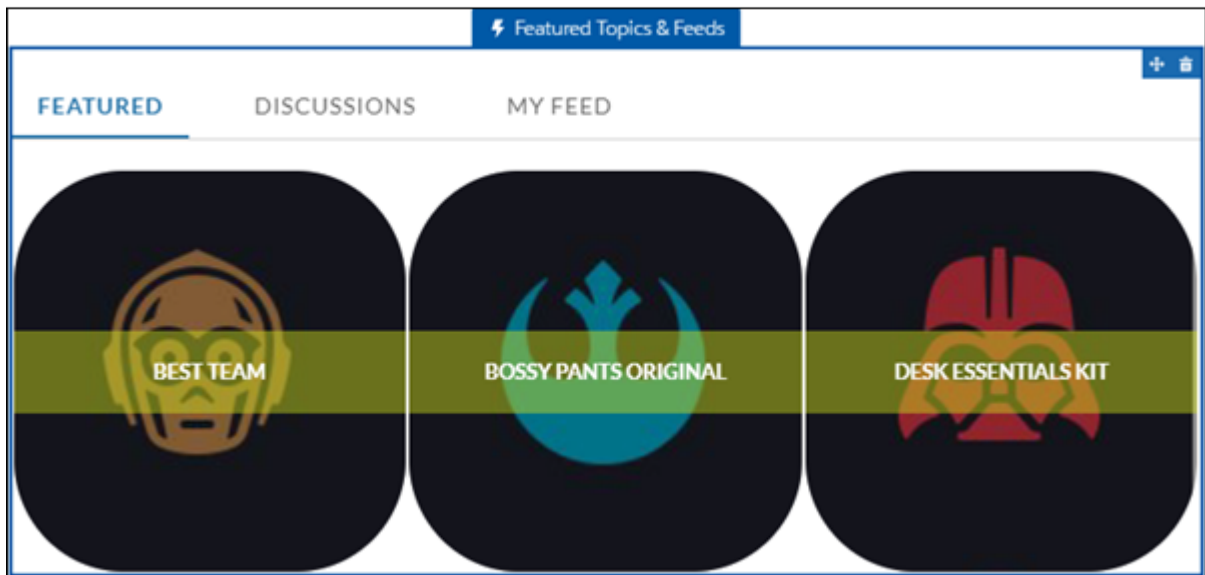 Featured Topics & Feeds
FEATURED DISCUSSIONS MY FEED
BEST TEAM BOSSY PANTS ORIGINAL DESK ESSENTIALS KIT